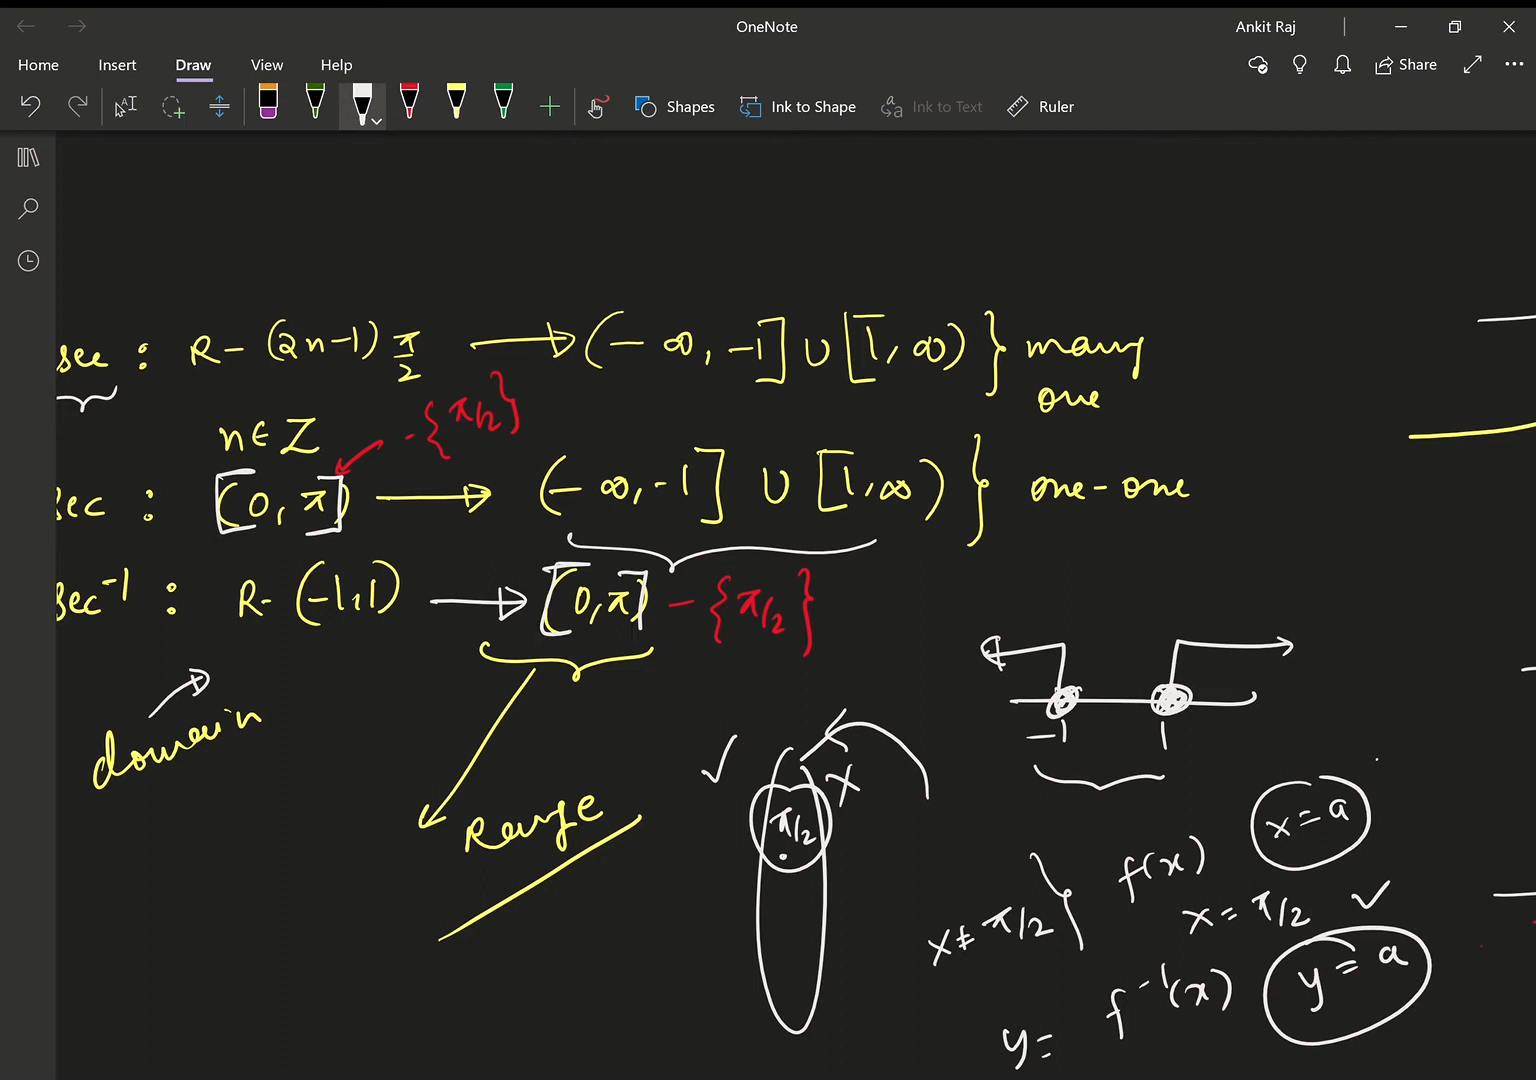 OneNote
Ankit Raj
Home Insert Draw View Help
Share
Shapes
Ink to Shape
Ink to Text
Ruler
sec : R - (2n-1) π/2 → (-∞, -1] ∪ [1, ∞) } many one
n ∈ Z
- {π/2}
sec : [0, π] → (-∞, -1] ∪ [1, ∞) } one-one
sec⁻¹ : R - (-1, 1) → [0, π] - {π/2}
domain
Range
-1 1
✓
π/2
x
x ≠ π/2 }
f(x)
x = a
x = π/2 ✓
y = f⁻¹(x)
y = a